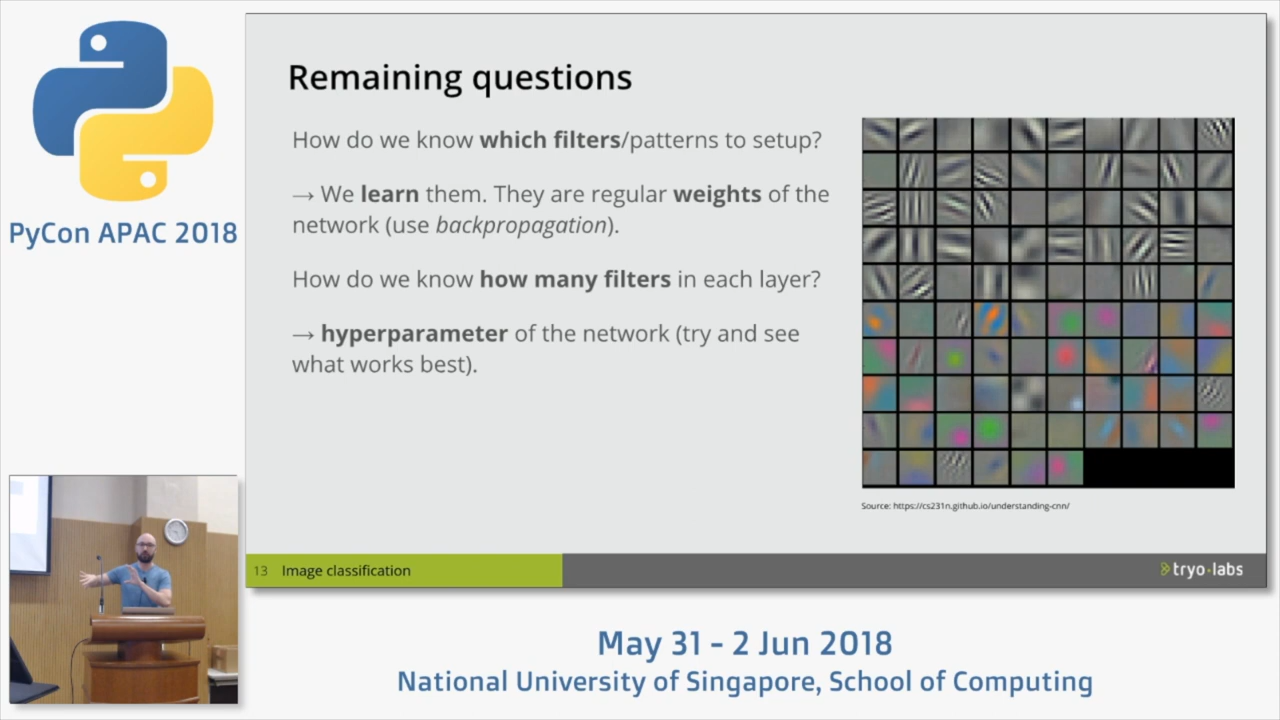 PyCon APAC 2018
Remaining questions
How do we know which filters/patterns to setup?
→ We learn them. They are regular weights of the
network (use backpropagation).
How do we know how many filters in each layer?
→ hyperparameter of the network (try and see
what works best).
Source: https://cs231n.github.io/understanding-cnn/
13 Image classification
tryo·labs
May 31 - 2 Jun 2018
National University of Singapore, School of Computing